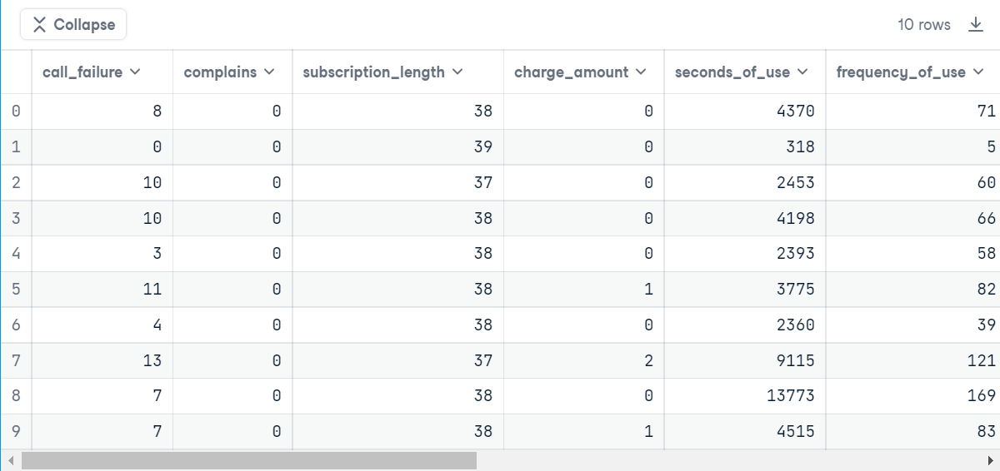 Collapse 10 rows
call_failure complains subscription_length charge_amount seconds_of_use frequency_of_use
0 8 0 38 0 4370 71
1 0 0 39 0 318 5
2 10 0 37 0 2453 60
3 10 0 38 0 4198 66
4 3 0 38 0 2393 58
5 11 0 38 1 3775 82
6 4 0 38 0 2360 39
7 13 0 37 2 9115 121
8 7 0 38 0 13773 169
9 7 0 38 1 4515 83